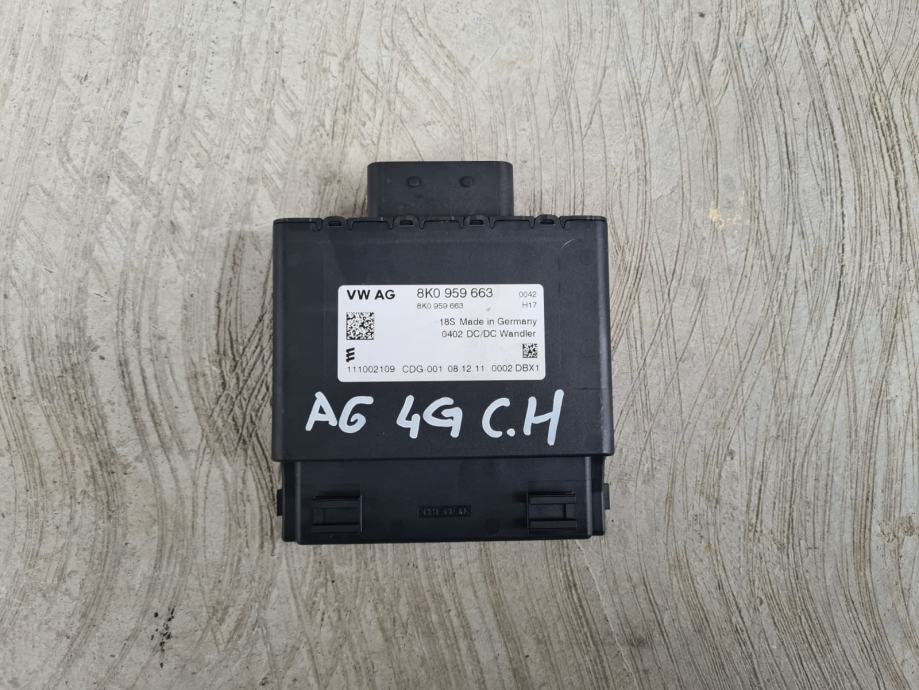 VW AG 8K0 959 663 0042
8K0 959 663 H17
18S Made in Germany
0402 DC/DC Wandler
111002109 CDG-001 08.12.11 0002 DBX1
A6 4G C.H